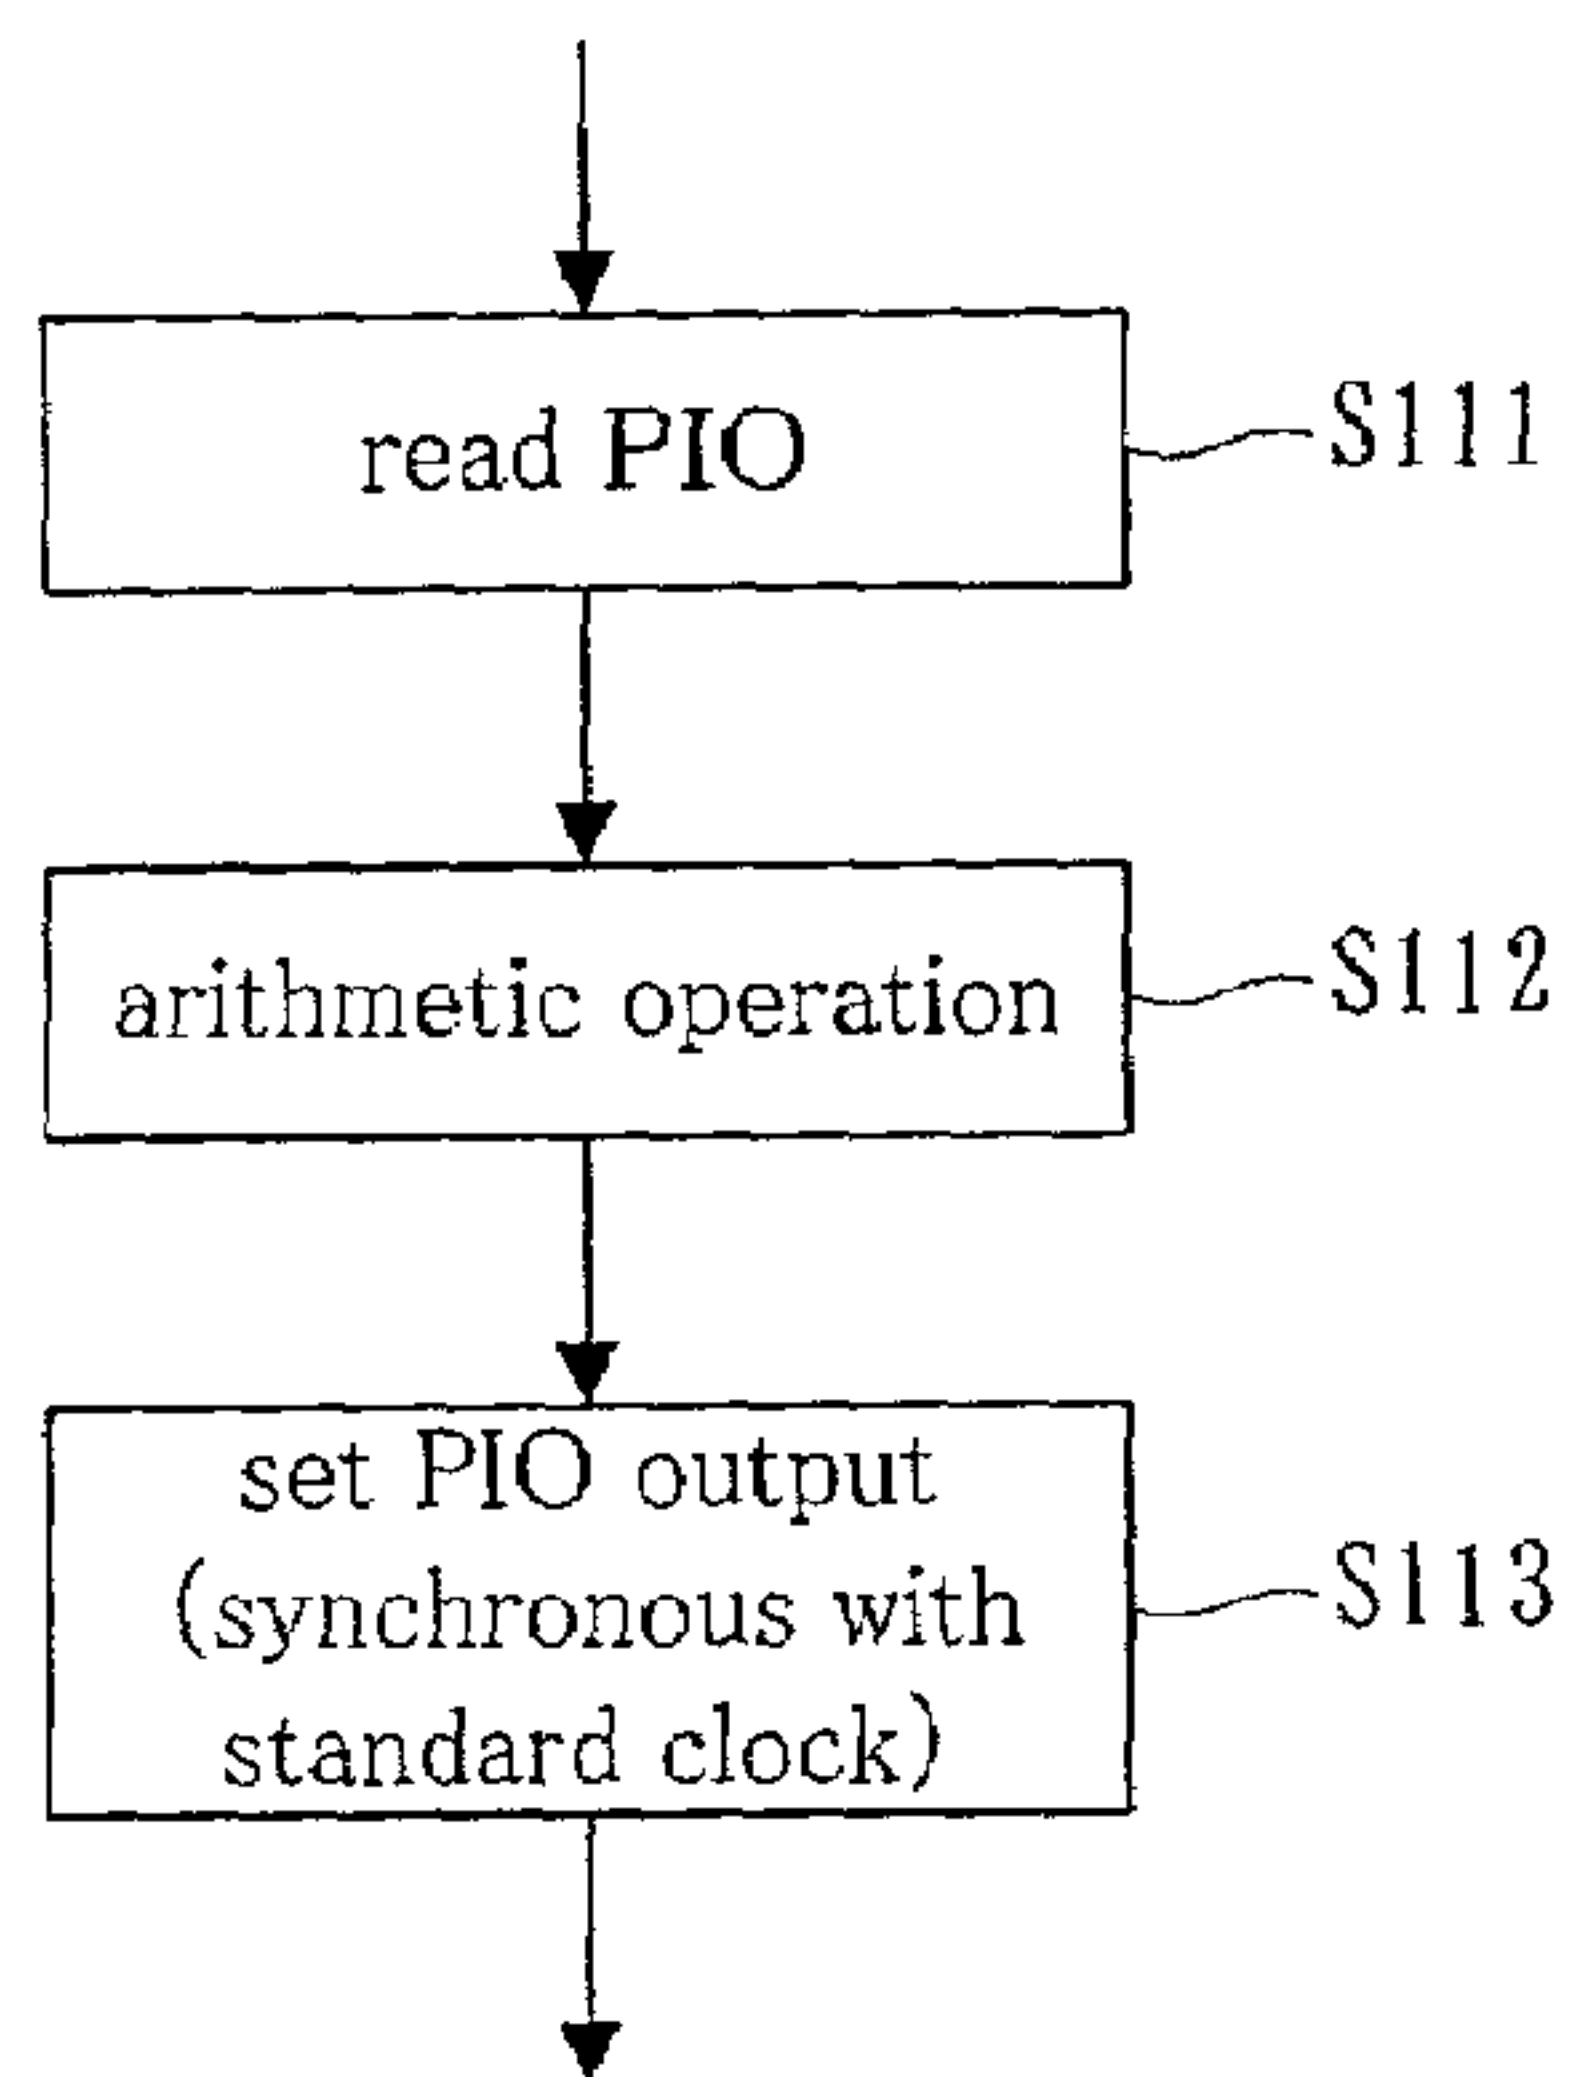 read PIO
S111
arithmetic operation
S112
set PIO output
(synchronous with
standard clock)
S113